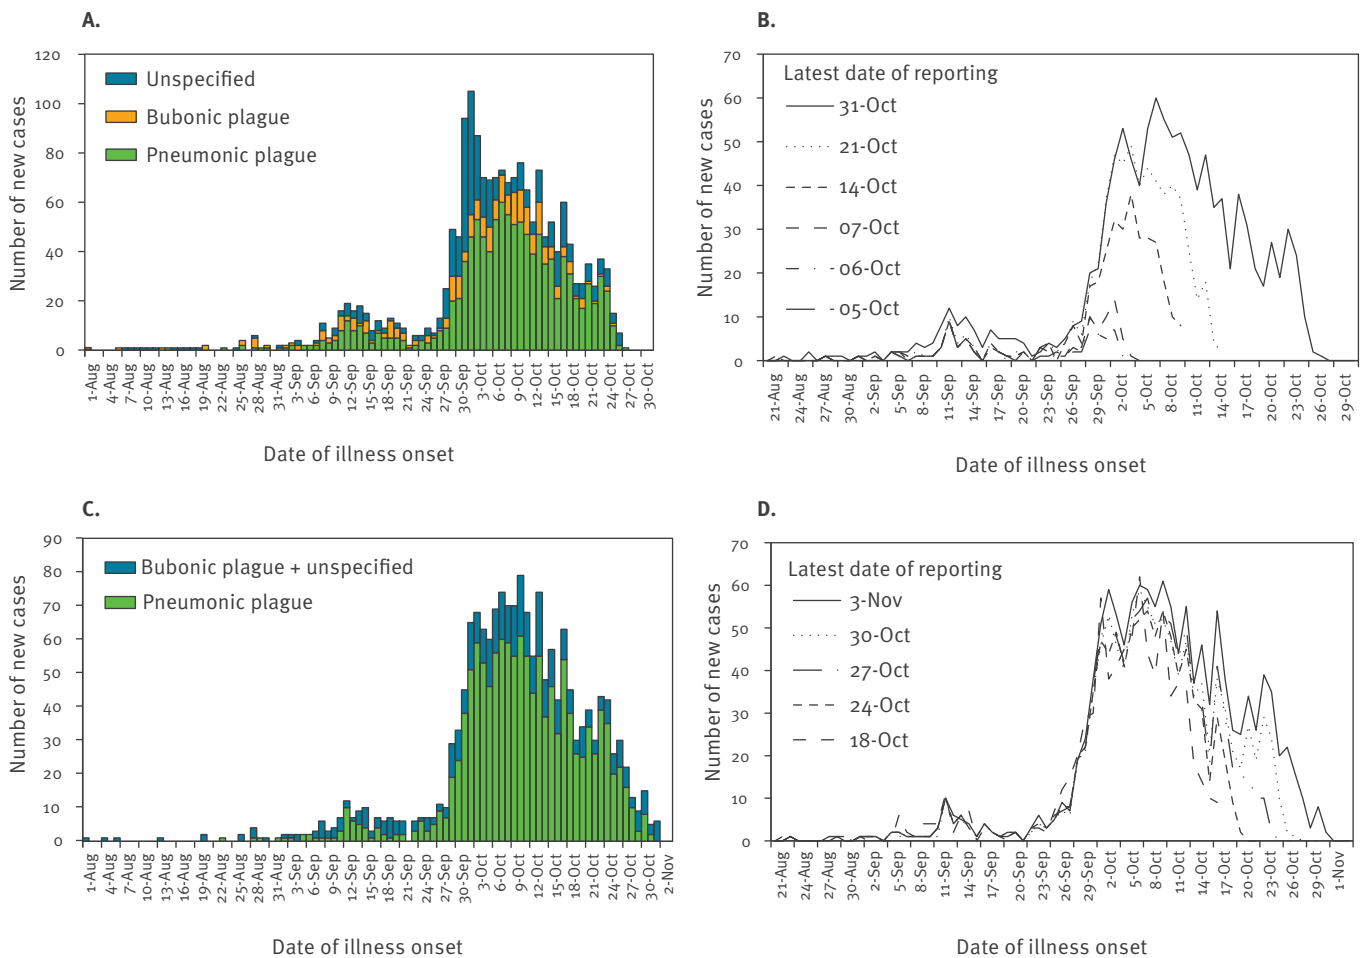 A.
120
100
80
60
40
20
0
Number of new cases
Unspecified
Bubonic plague
Pneumonic plague
1-Aug
4-Aug
7-Aug
10-Aug
13-Aug
16-Aug
19-Aug
22-Aug
25-Aug
28-Aug
31-Aug
3-Sep
6-Sep
9-Sep
12-Sep
15-Sep
18-Sep
21-Sep
24-Sep
27-Sep
30-Sep
3-Oct
6-Oct
9-Oct
12-Oct
15-Oct
18-Oct
21-Oct
24-Oct
27-Oct
30-Oct
Date of illness onset
B.
70
60
50
40
30
20
10
0
Number of new cases
Latest date of reporting
31-Oct
21-Oct
14-Oct
07-Oct
06-Oct
05-Oct
21-Aug
24-Aug
27-Aug
30-Aug
2-Sep
5-Sep
8-Sep
11-Sep
14-Sep
17-Sep
20-Sep
23-Sep
26-Sep
29-Sep
2-Oct
5-Oct
8-Oct
11-Oct
14-Oct
17-Oct
20-Oct
23-Oct
26-Oct
29-Oct
Date of illness onset
C.
90
80
70
60
50
40
30
20
10
0
Number of new cases
Bubonic plague + unspecified
Pneumonic plague
1-Aug
4-Aug
7-Aug
10-Aug
13-Aug
16-Aug
19-Aug
22-Aug
25-Aug
28-Aug
31-Aug
3-Sep
6-Sep
9-Sep
12-Sep
15-Sep
18-Sep
21-Sep
24-Sep
27-Sep
30-Sep
3-Oct
6-Oct
9-Oct
12-Oct
15-Oct
18-Oct
21-Oct
24-Oct
27-Oct
30-Oct
2-Nov
Date of illness onset
D.
70
60
50
40
30
20
10
0
Number of new cases
Latest date of reporting
3-Nov
30-Oct
27-Oct
24-Oct
18-Oct
21-Aug
24-Aug
27-Aug
30-Aug
2-Sep
5-Sep
8-Sep
11-Sep
14-Sep
17-Sep
20-Sep
23-Sep
26-Sep
29-Sep
2-Oct
5-Oct
8-Oct
11-Oct
14-Oct
17-Oct
20-Oct
23-Oct
26-Oct
29-Oct
1-Nov
Date of illness onset